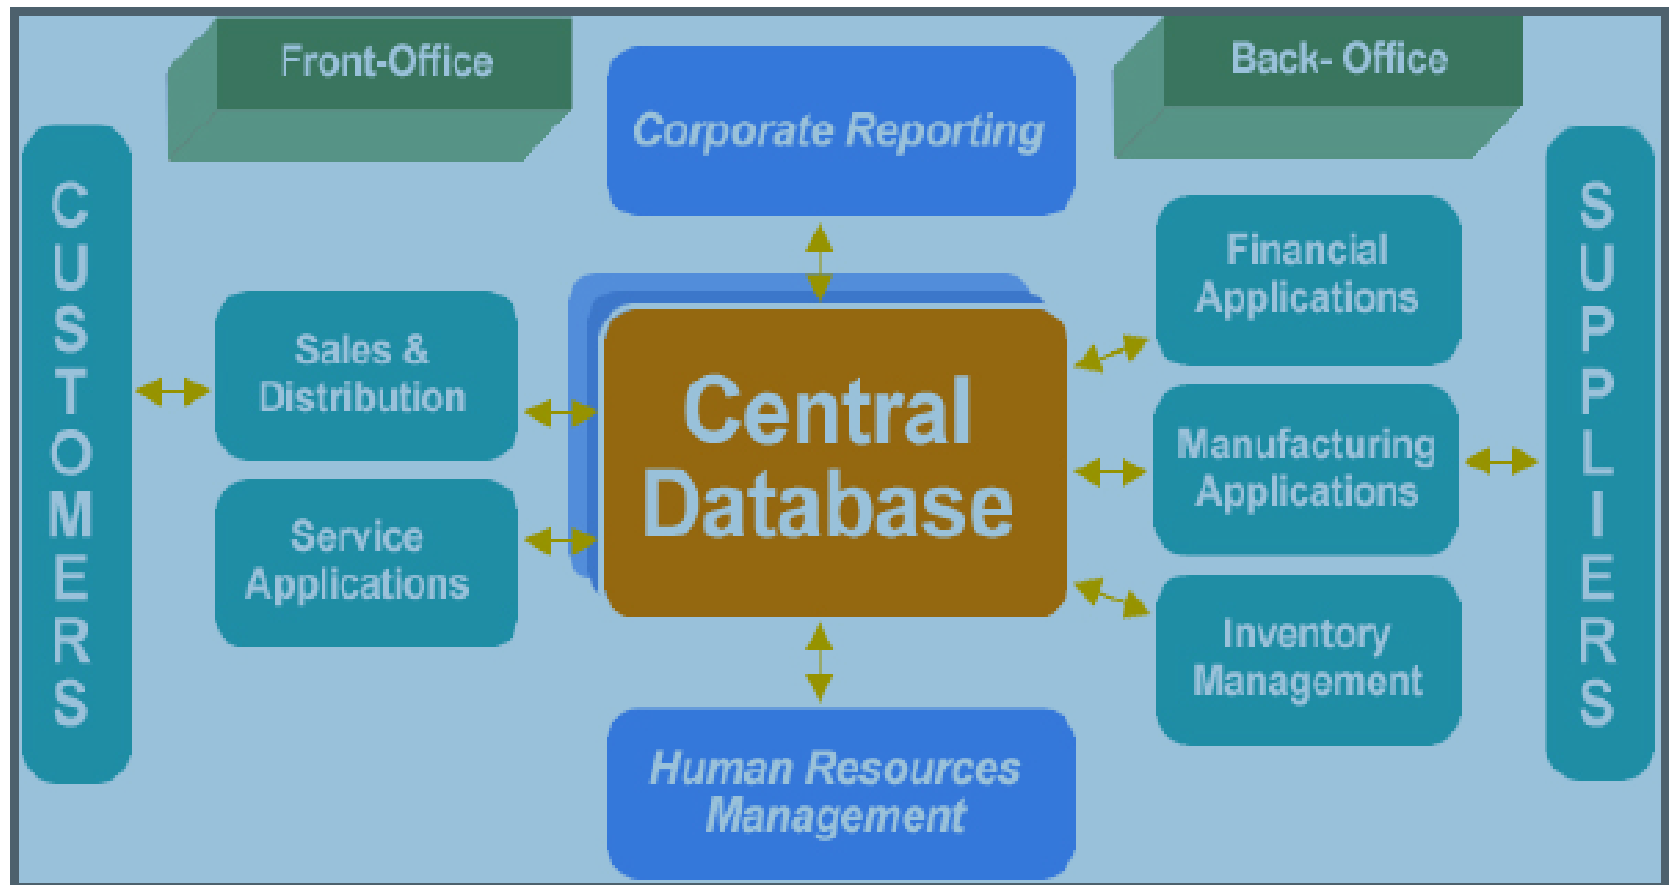 Front-Office
Back- Office
Corporate Reporting
CUSTOMERS
SUPPLIERS
Financial
Applications
Sales &
Distribution
Central
Database
Manufacturing
Applications
Service
Applications
Inventory
Management
Human Resources
Management